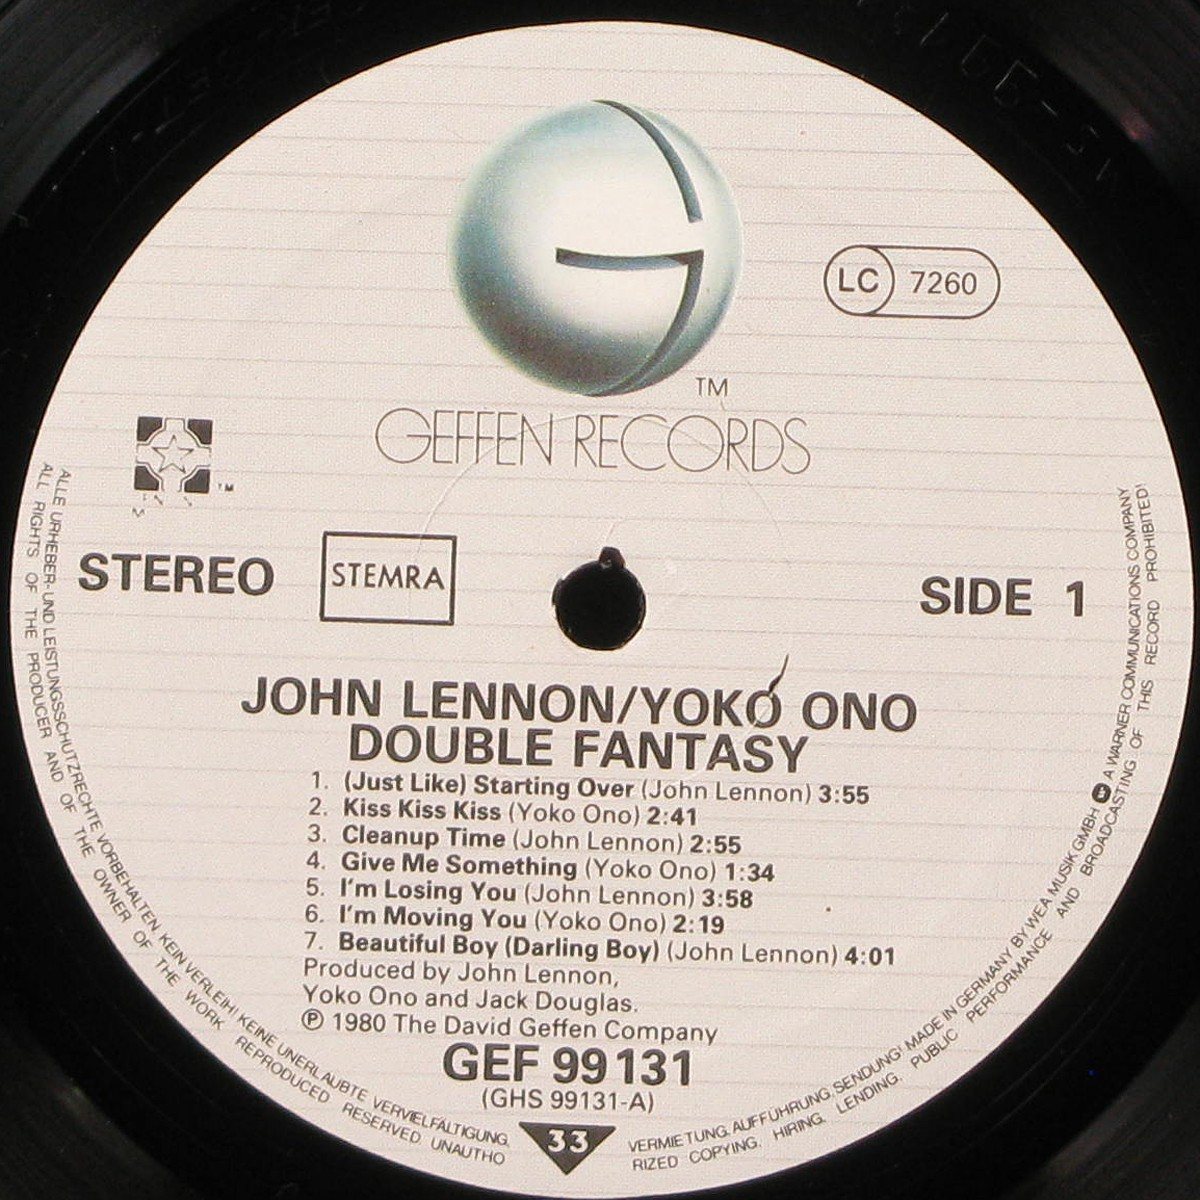 LC 7260
TM
GEFFEN RECORDS
TM
STEREO
STEMRA
SIDE 1
JOHN LENNON/YOKO ONO
DOUBLE FANTASY
1. (Just Like) Starting Over (John Lennon) 3:55
2. Kiss Kiss Kiss (Yoko Ono) 2:41
3. Cleanup Time (John Lennon) 2:55
4. Give Me Something (Yoko Ono) 1:34
5. I'm Losing You (John Lennon) 3:58
6. I'm Moving You (Yoko Ono) 2:19
7. Beautiful Boy (Darling Boy) (John Lennon) 4:01
Produced by John Lennon,
Yoko Ono and Jack Douglas.
℗ 1980 The David Geffen Company
GEF 99 131
(GHS 99131-A)
33
ALLE URHEBER- UND LEISTUNGSSCHUTZRECHTE VORBEHALTEN KEIN VERLEIH! KEINE UNERLAUBTE VERVIELFÄLTIGUNG, VERMIETUNG, AUFFÜHRUNG, SENDUNG! MADE IN GERMANY BY WEA MUSIK GMBH A WARNER COMMUNICATIONS COMPANY
ALL RIGHTS OF THE PRODUCER AND OF THE OWNER OF THE WORK REPRODUCED RESERVED UNAUTHO RIZED COPYING, HIRING, LENDING, PUBLIC PERFORMANCE AND BROADCASTING OF THIS RECORD PROHIBITED!